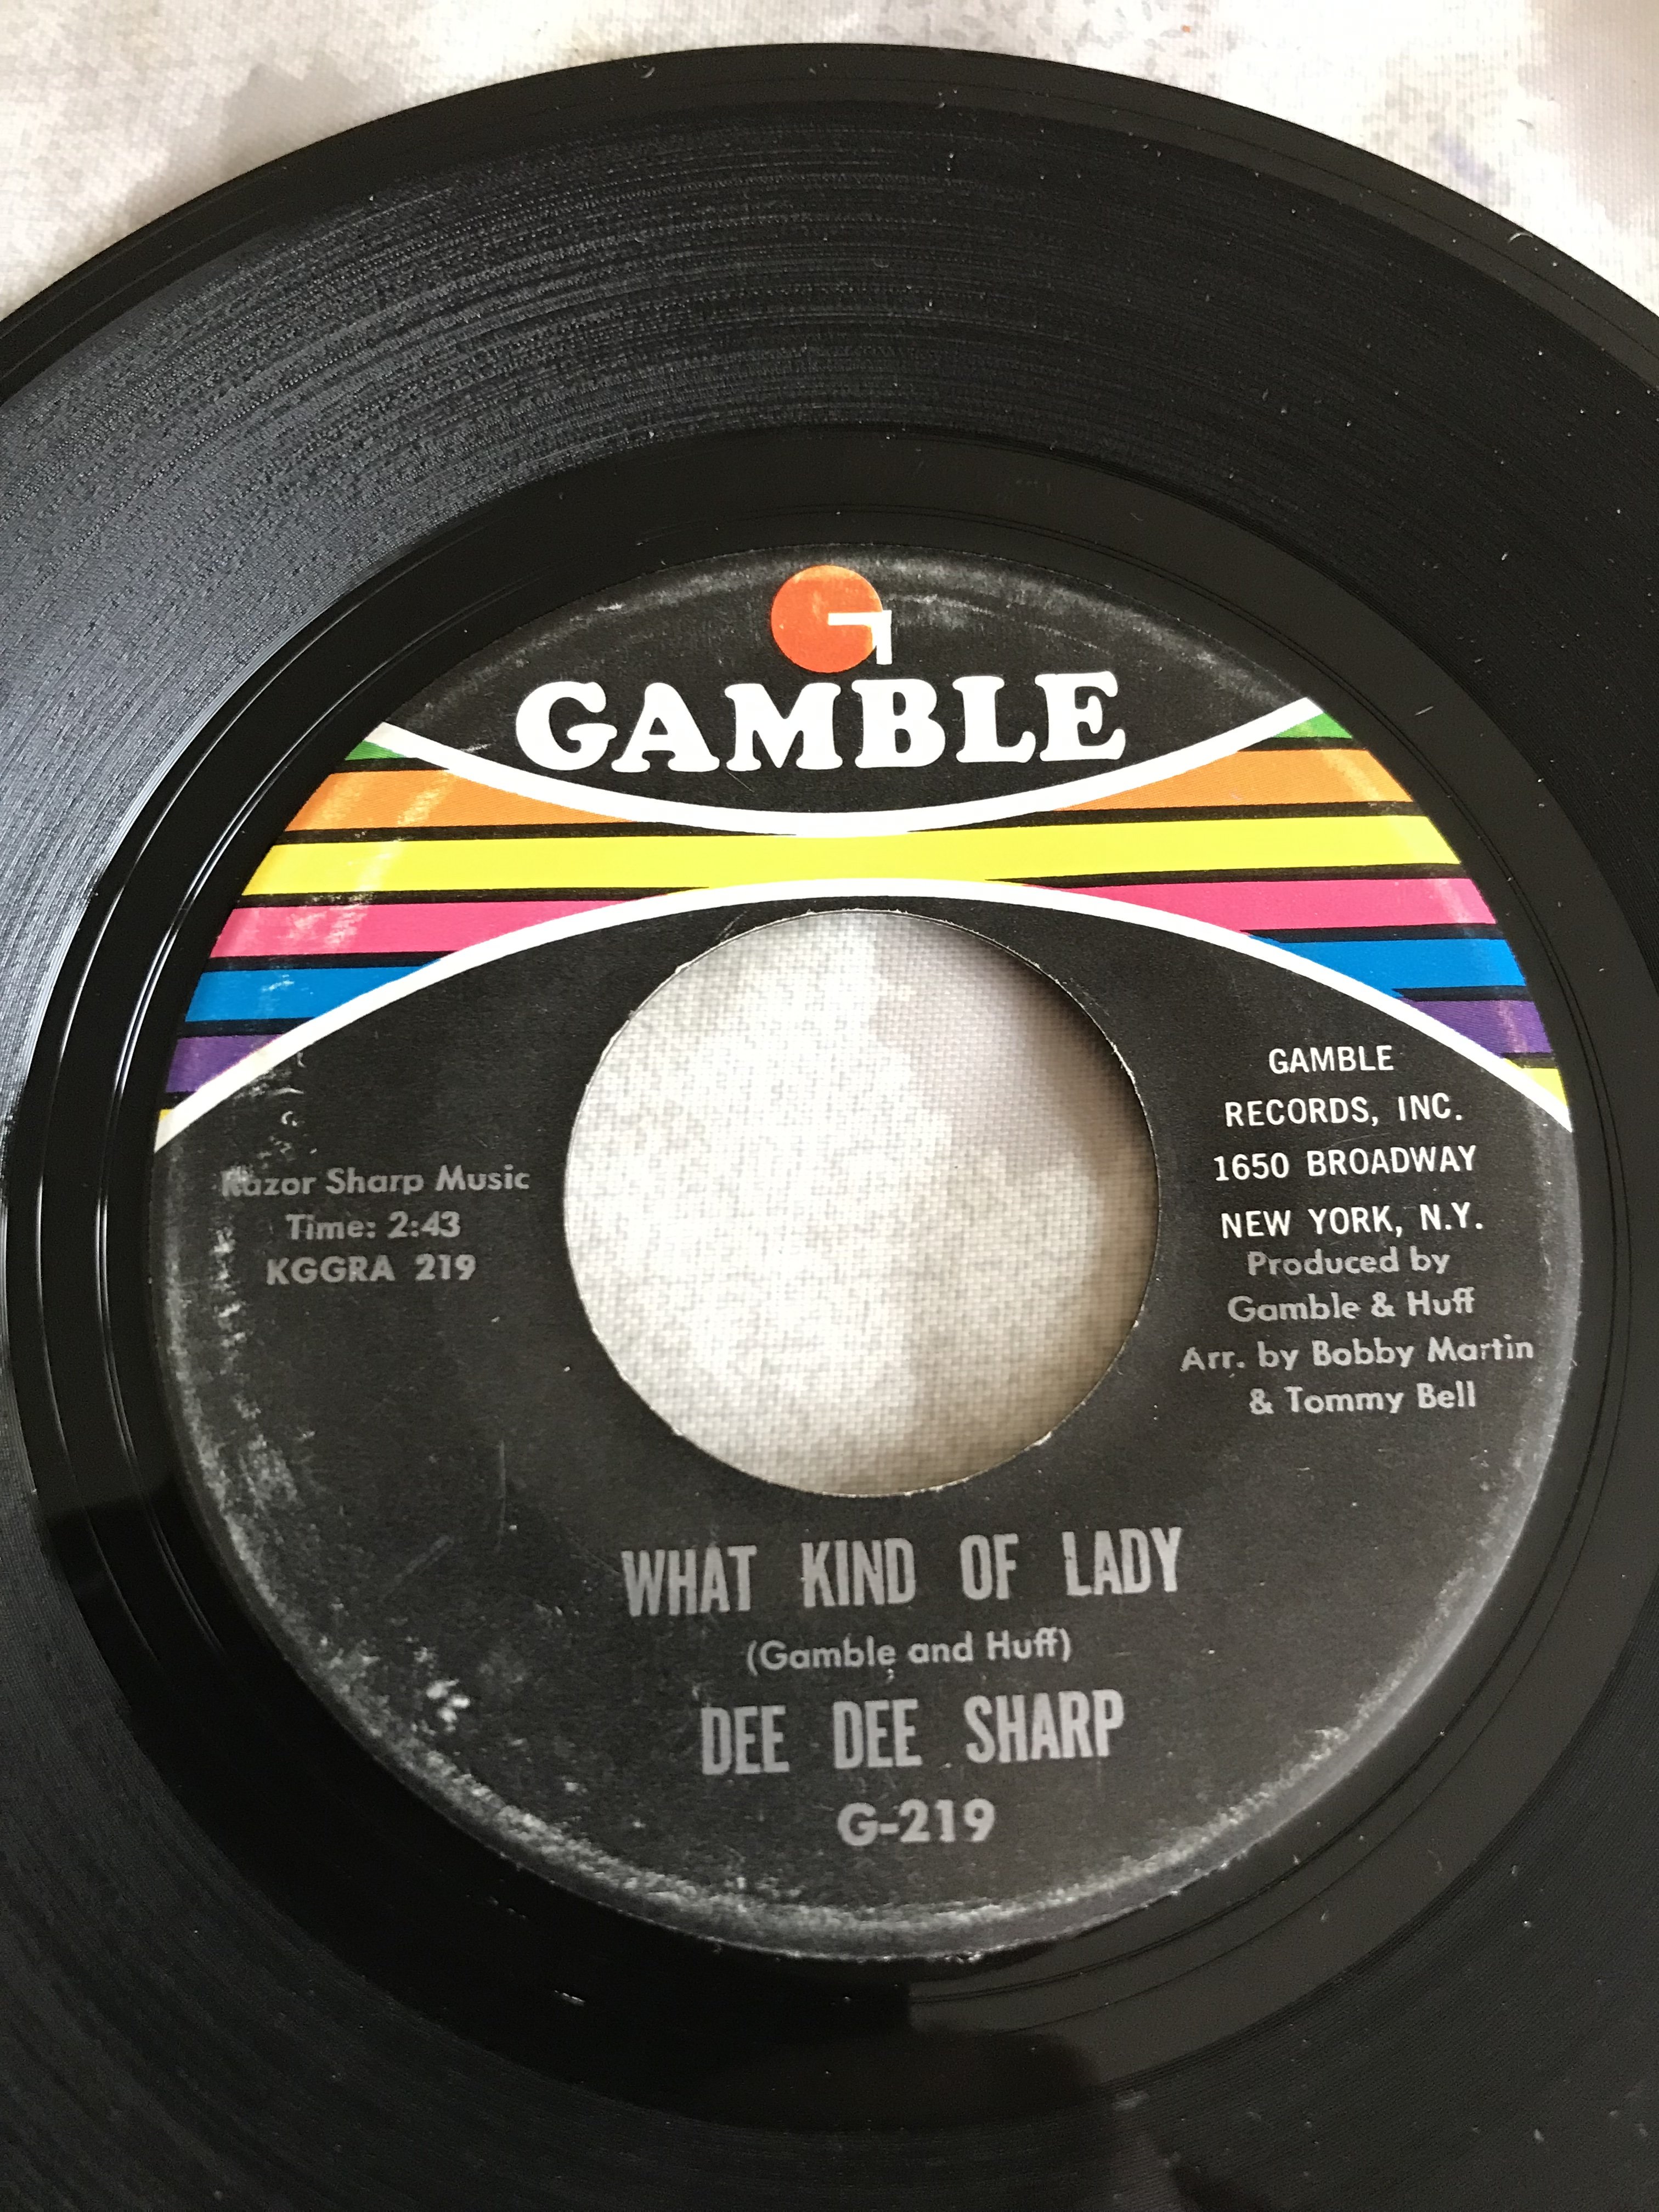 G
GAMBLE
GAMBLE
RECORDS, INC.
1650 BROADWAY
NEW YORK, N.Y.
Produced by
Gamble & Huff
Arr. by Bobby Martin
& Tommy Bell
Razor Sharp Music
Time: 2:43
KGGRA 219
WHAT KIND OF LADY
(Gamble and Huff)
DEE DEE SHARP
G-219